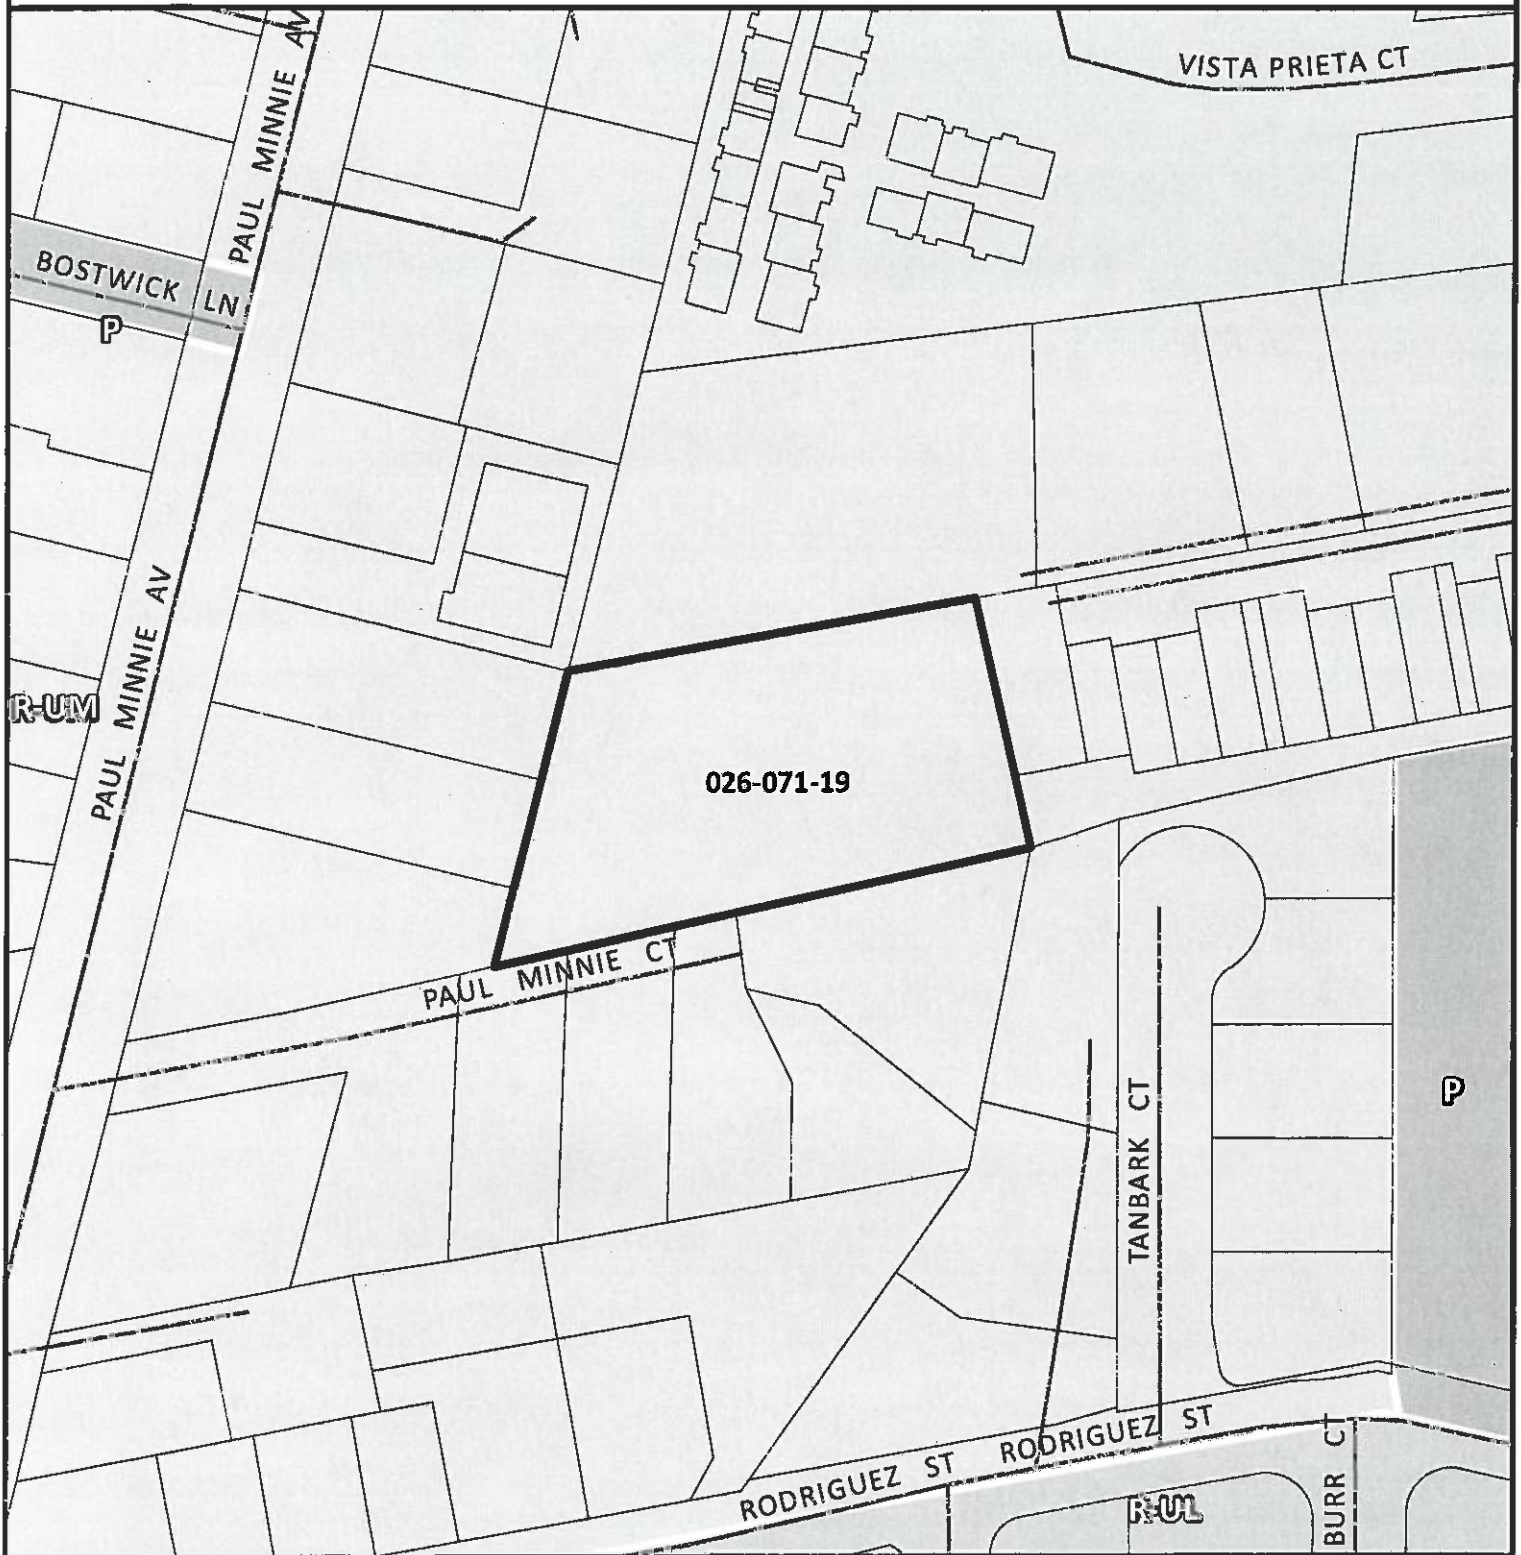 PAUL MINNIE AV
VISTA PRIETA CT
BOSTWICK LN
P
PAUL MINNIE AV
R-UM
026-071-19
PAUL MINNIE CT
P
TANBARK CT
RODRIGUEZ ST
RODRIGUEZ ST
R-UL
BURR CT